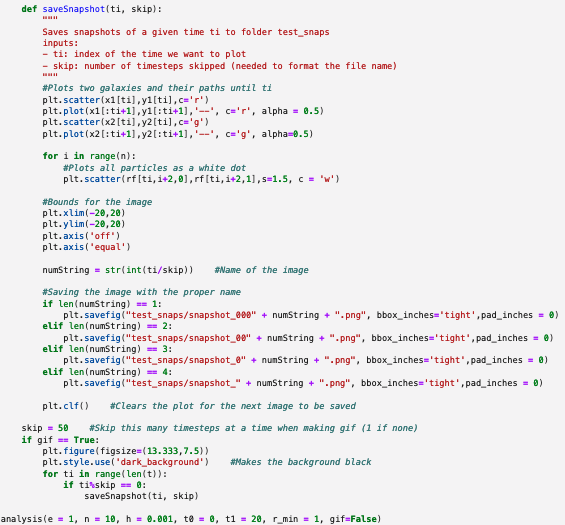 def saveSnapshot(ti, skip):
"""
Saves snapshots of a given time ti to folder test_snaps
inputs:
- ti: index of the time we want to plot
- skip: number of timesteps skipped (needed to format the file name)
"""
#Plots two galaxies and their paths until ti
plt.scatter(x1[ti],y1[ti],c='r')
plt.plot(x1[:ti+1],y1[:ti+1],'--', c='r', alpha = 0.5)
plt.scatter(x2[ti],y2[ti],c='g')
plt.plot(x2[:ti+1],y2[:ti+1],'--', c='g', alpha=0.5)
for i in range(n):
#Plots all particles as a white dot
plt.scatter(rf[ti,i+2,0],rf[ti,i+2,1],s=1.5, c = 'w')
#Bounds for the image
plt.xlim(-20,20)
plt.ylim(-20,20)
plt.axis('off')
plt.axis('equal')
numString = str(int(ti/skip)) #Name of the image
#Saving the image with the proper name
if len(numString) == 1:
plt.savefig("test_snaps/snapshot_000" + numString + ".png", bbox_inches='tight',pad_inches = 0)
elif len(numString) == 2:
plt.savefig("test_snaps/snapshot_00" + numString + ".png", bbox_inches='tight',pad_inches = 0)
elif len(numString) == 3:
plt.savefig("test_snaps/snapshot_0" + numString + ".png", bbox_inches='tight',pad_inches = 0)
elif len(numString) == 4:
plt.savefig("test_snaps/snapshot_" + numString + ".png", bbox_inches='tight',pad_inches = 0)
plt.clf() #Clears the plot for the next image to be saved
skip = 50 #Skip this many timesteps at a time when making gif (1 if none)
if gif == True:
plt.figure(figsize=(13.333,7.5))
plt.style.use('dark_background') #Makes the background black
for ti in range(len(t)):
if ti%skip == 0:
saveSnapshot(ti, skip)
analysis(e = 1, n = 10, h = 0.001, t0 = 0, t1 = 20, r_min = 1, gif=False)